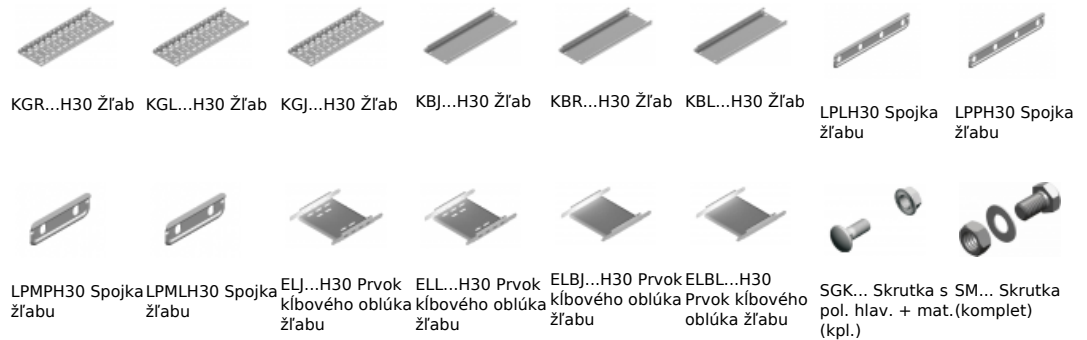 KGR...H30 Žľab
KGL...H30 Žľab
KGJ...H30 Žľab
KBJ...H30 Žľab
KBR...H30 Žľab
KBL...H30 Žľab
LPLH30 Spojka
žľabu
LPPH30 Spojka
žľabu
LPMPH30 Spojka
žľabu
LPMLH30 Spojka
žľabu
ELJ...H30 Prvok
kĺbového oblúka
žľabu
ELL...H30 Prvok
kĺbového oblúka
žľabu
ELBJ...H30 Prvok
kĺbového oblúka
žľabu
ELBL...H30
Prvok kĺbového
oblúka žľabu
SGK... Skrutka s
pol. hlav. + mat.
(kpl.)
SM... Skrutka
(komplet)